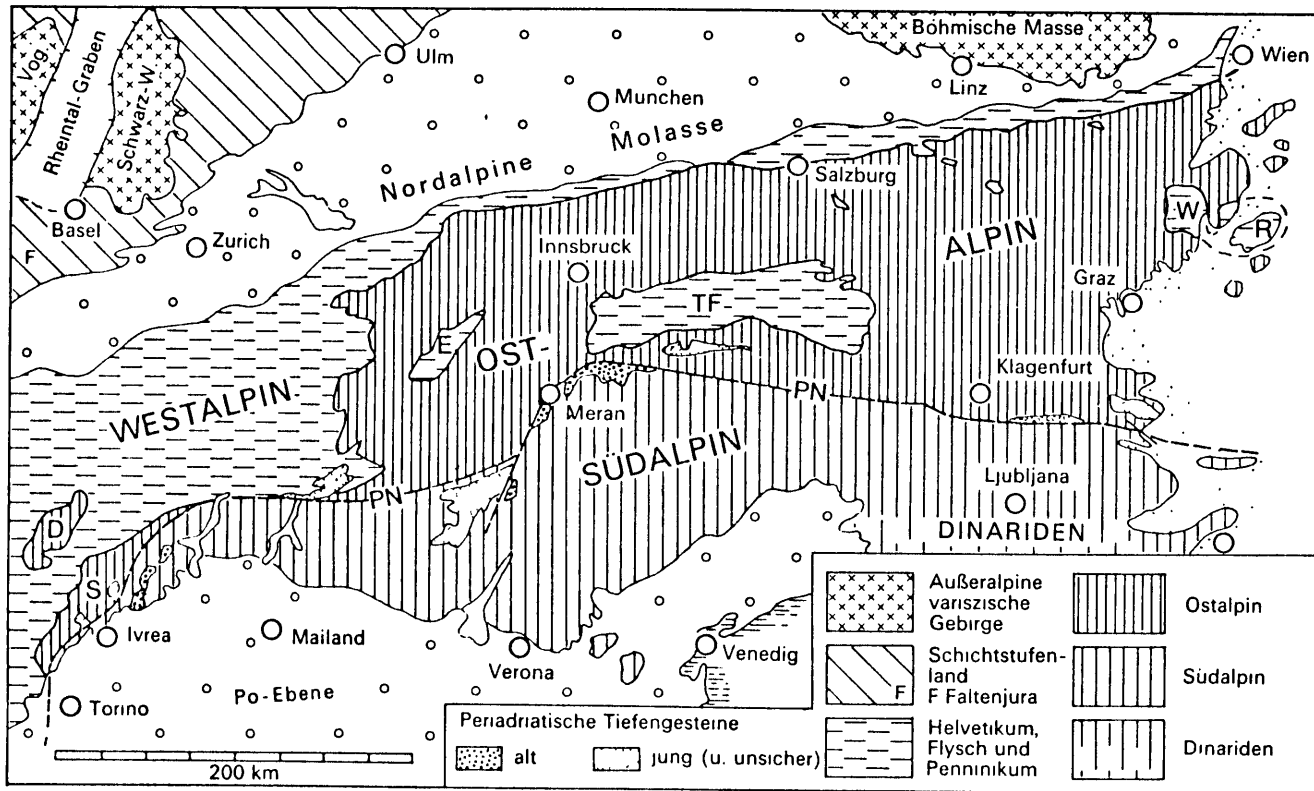 Vog.
Rheintal-Graben
Schwarz-W
Ulm
Böhmische Masse
Linz
Wien
Munchen
Nordalpine Molasse
Salzburg
Basel
Zurich
F
Innsbruck
ALPIN
W
R
Graz
TF
E
OST-
WESTALPIN
Meran
PN
Klagenfurt
SÜDALPIN
PN
Ljubljana
DINARIDEN
D
S
Ivrea
Mailand
Verona
Venedig
Torino
Po-Ebene
200 km
Periadriatische Tiefengesteine
alt
jung (u. unsicher)
Außeralpine
variszische
Gebirge
Schichtstufen-
land
F Faltenjura
F
Helvetikum,
Flysch und
Penninikum
Ostalpin
Südalpin
Dinariden